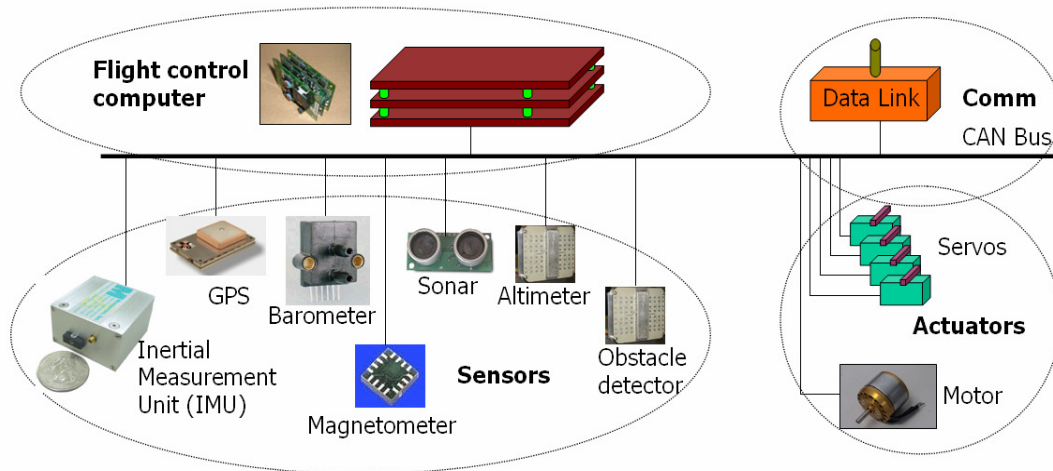 Flight control
computer
Data Link
Comm
CAN Bus
GPS
Barometer
Sonar
Altimeter
Obstacle
detector
Inertial
Measurement
Unit (IMU)
Magnetometer
Sensors
Servos
Actuators
Motor